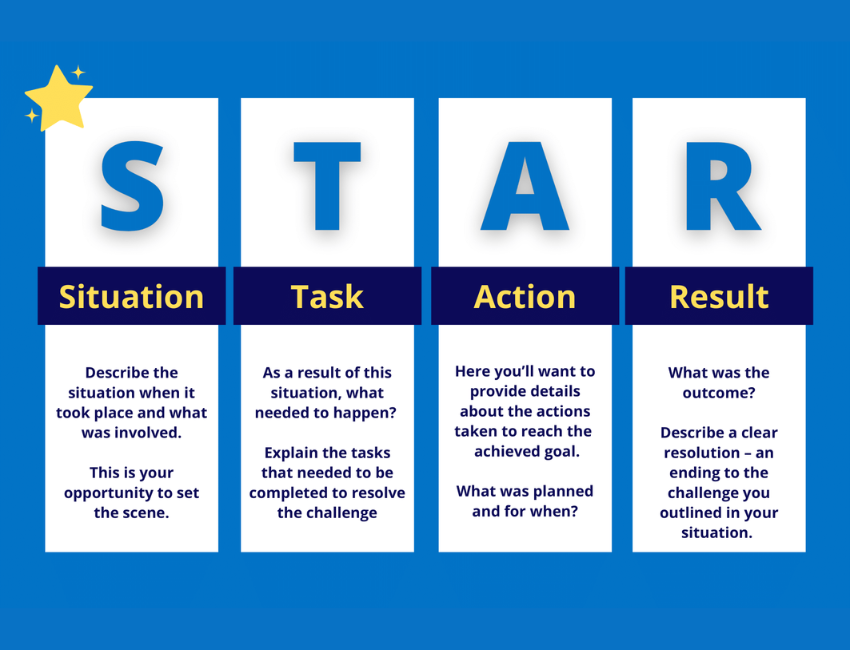 S
T
A
R
Situation
Task
Action
Result
Describe the
situation when it
took place and what
was involved.
This is your
opportunity to set
the scene.
As a result of this
situation, what
needed to happen?
Explain the tasks
that needed to be
completed to resolve
the challenge
Here you’ll want to
provide details
about the actions
taken to reach the
achieved goal.
What was planned
and for when?
What was the
outcome?
Describe a clear
resolution – an
ending to the
challenge you
outlined in your
situation.